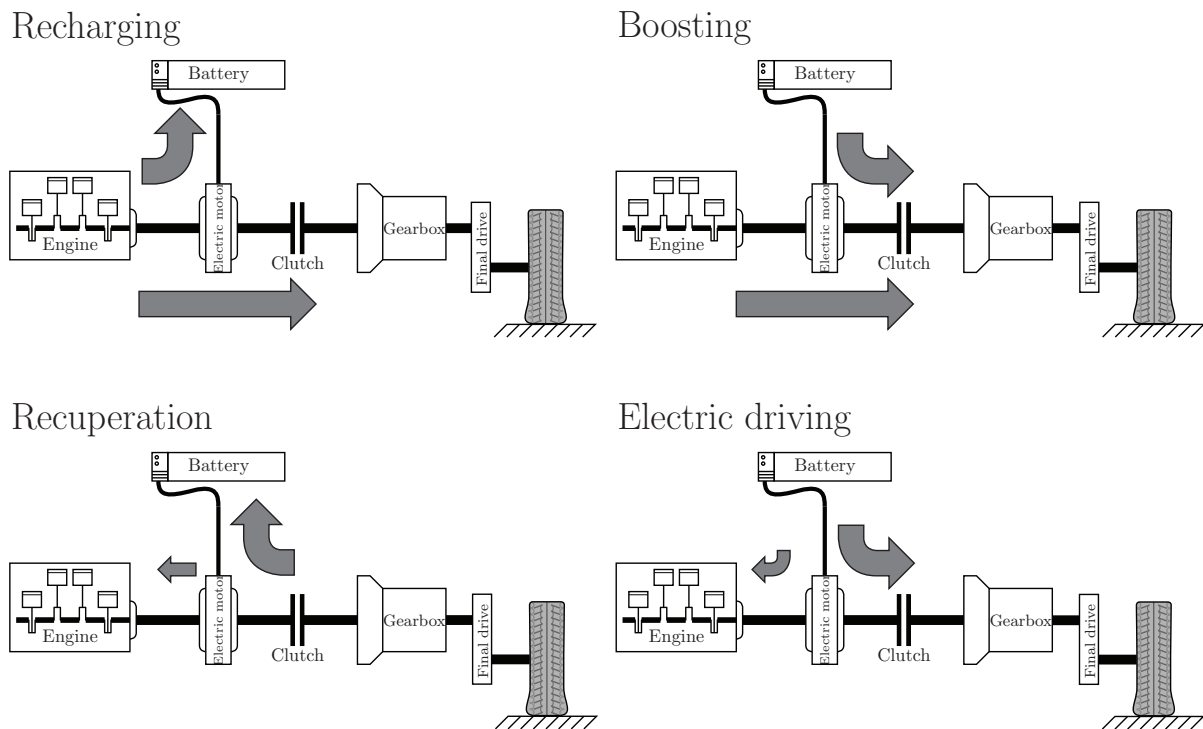 Recharging
Battery
Engine
Electric motor
Clutch
Gearbox
Final drive
Boosting
Battery
Engine
Electric motor
Clutch
Gearbox
Final drive
Recuperation
Battery
Engine
Electric motor
Clutch
Gearbox
Final drive
Electric driving
Battery
Engine
Electric motor
Clutch
Gearbox
Final drive